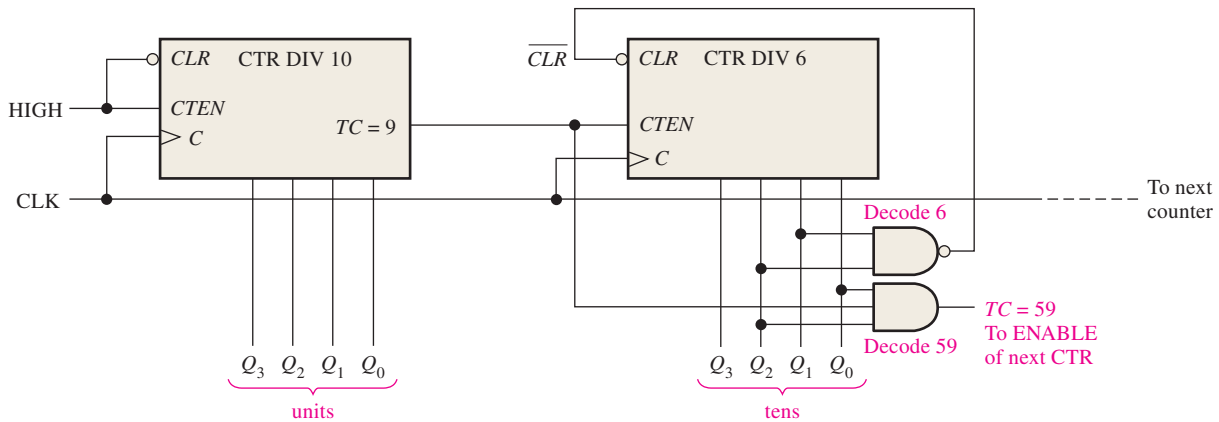 HIGH
CLK
CLR
CTR DIV 10
CTEN
C
TC = 9
Q3 Q2 Q1 Q0
units
CLR
CLR
CTR DIV 6
CTEN
C
To next
counter
Decode 6
Decode 59
TC = 59
To ENABLE
of next CTR
Q3 Q2 Q1 Q0
tens